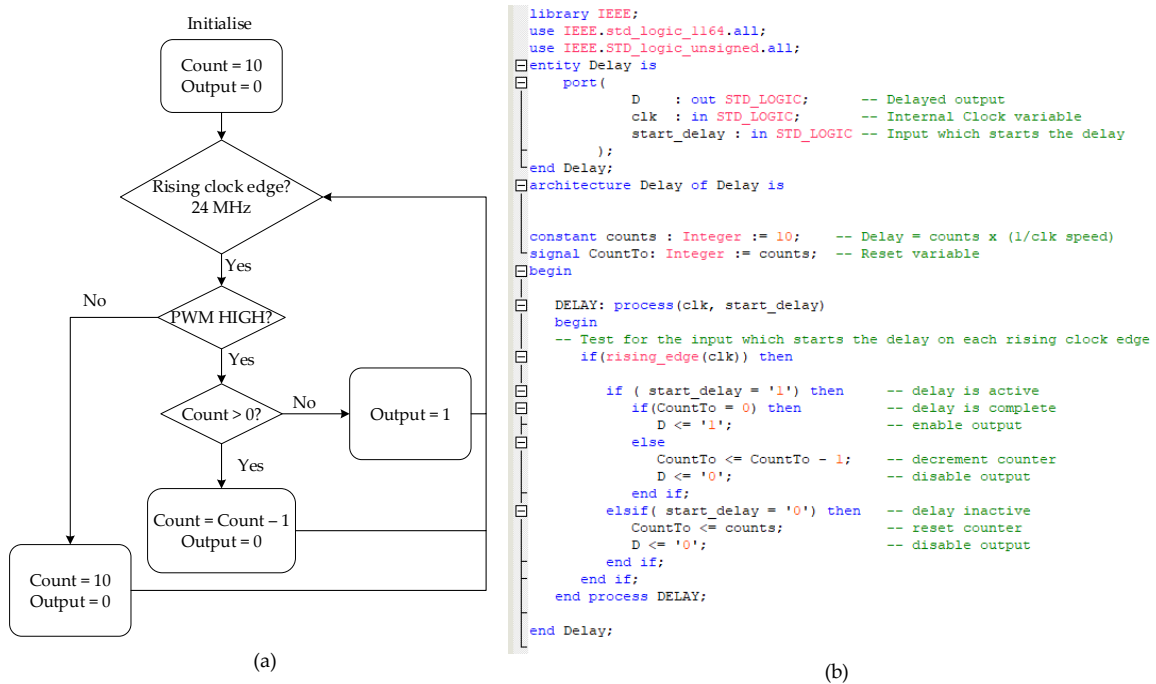 Initialise
Count = 10
Output = 0
Rising clock edge?
24 MHz
Yes
No
PWM HIGH?
Yes
Count > 0?
No
Output = 1
Yes
Count = Count – 1
Output = 0
Count = 10
Output = 0
(a)
library IEEE;
use IEEE.std_logic_1164.all;
use IEEE.STD_logic_unsigned.all;
entity Delay is
port(
D : out STD_LOGIC; -- Delayed output
clk : in STD_LOGIC; -- Internal Clock variable
start_delay : in STD_LOGIC -- Input which starts the delay
);
end Delay;
architecture Delay of Delay is
constant counts : Integer := 10; -- Delay = counts x (1/clk speed)
signal CountTo: Integer := counts; -- Reset variable
begin
DELAY: process(clk, start_delay)
begin
-- Test for the input which starts the delay on each rising clock edge
if(rising_edge(clk)) then
if ( start_delay = '1') then -- delay is active
if(CountTo = 0) then -- delay is complete
D <= '1'; -- enable output
else
CountTo <= CountTo - 1; -- decrement counter
D <= '0'; -- disable output
end if;
elsif( start_delay = '0') then -- delay inactive
CountTo <= counts; -- reset counter
D <= '0'; -- disable output
end if;
end if;
end process DELAY;
end Delay;
(b)